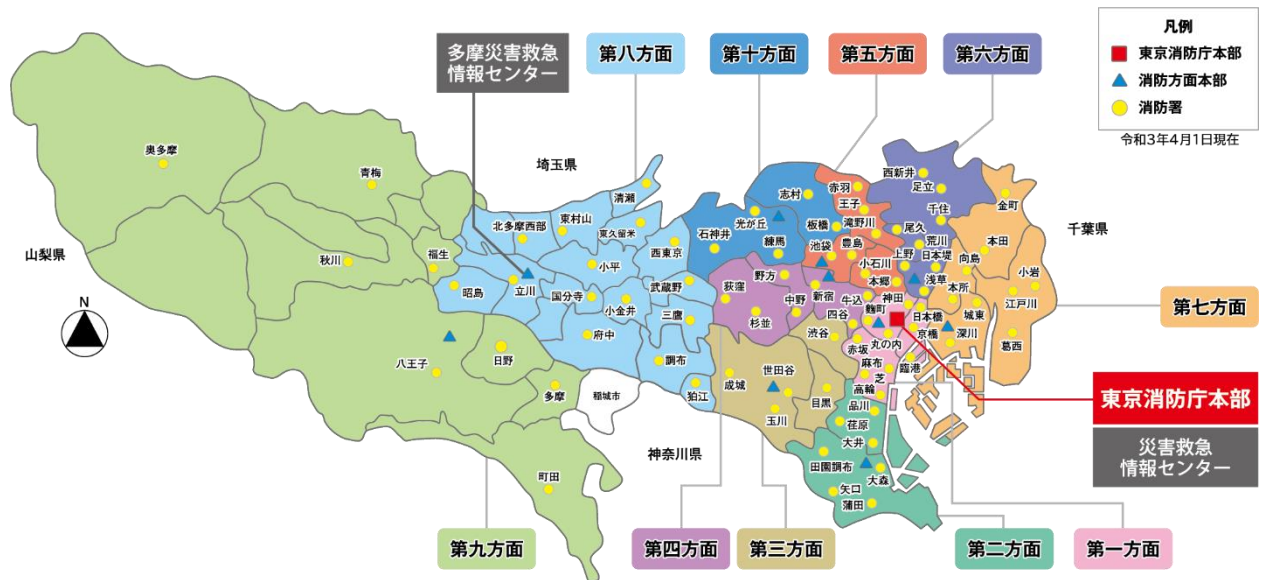 凡例
東京消防庁本部
消防方面本部
消防署
令和3年4月1日現在
多摩災害救急
情報センター
第八方面
第十方面
第五方面
第六方面
埼玉県
山梨県
千葉県
神奈川県
N
奥多摩
青梅
秋川
福生
八王子
日野
多摩
町田
稲城市
清瀬
北多摩西部
東村山
東久留米
西東京
小平
昭島
立川
国分寺
小金井
武蔵野
三鷹
府中
調布
狛江
志村
光が丘
石神井
練馬
板橋
赤羽
王子
滝野川
池袋
豊島
小石川
本郷
西新井
足立
千住
尾久
荒川
上野
日本堤
浅草
金町
本田
向島
小岩
本所
江戸川
城東
深川
葛西
荻窪
野方
中野
杉並
新宿
牛込
四谷
神田
麴町
日本橋
京橋
丸の内
赤坂
麻布
芝
高輪
臨港
渋谷
成城
世田谷
玉川
目黒
品川
荏原
大井
田園調布
大森
矢口
蒲田
第七方面
東京消防庁本部
災害救急
情報センター
第九方面
第四方面
第三方面
第二方面
第一方面